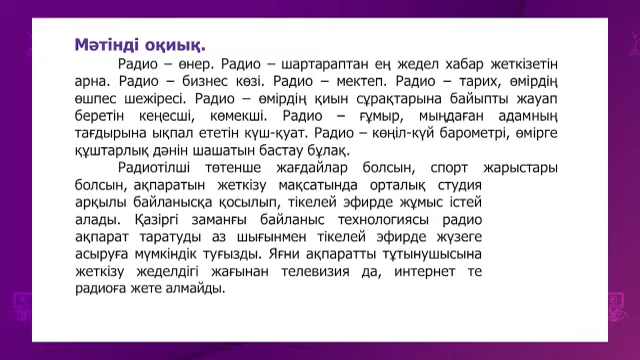 Мәтінді оқиық.
Радио – өнер. Радио – шартараптан ең жедел хабар жеткізетін
арна. Радио – бизнес көзі. Радио – мектеп. Радио – тарих, өмірдің
өшпес шежіресі. Радио – өмірдің қиын сұрақтарына байыпты жауап
беретін кеңесші, көмекші. Радио – ғұмыр, мыңдаған адамның
тағдырына ықпал ететін күш-қуат. Радио – көңіл-күй барометрі, өмірге
құштарлық дәнін шашатын бастау бұлақ.
Радиотілші төтенше жағдайлар болсын, спорт жарыстары
болсын, ақпаратын жеткізу мақсатында орталық студия
арқылы байланысқа қосылып, тікелей эфирде жұмыс істей
алады. Қазіргі заманғы байланыс технологиясы радио
ақпарат таратуды аз шығынмен тікелей эфирде жүзеге
асыруға мүмкіндік туғызды. Яғни ақпаратты тұтынушысына
жеткізу жеделдігі жағынан телевизия да, интернет те
радиоға жете алмайды.